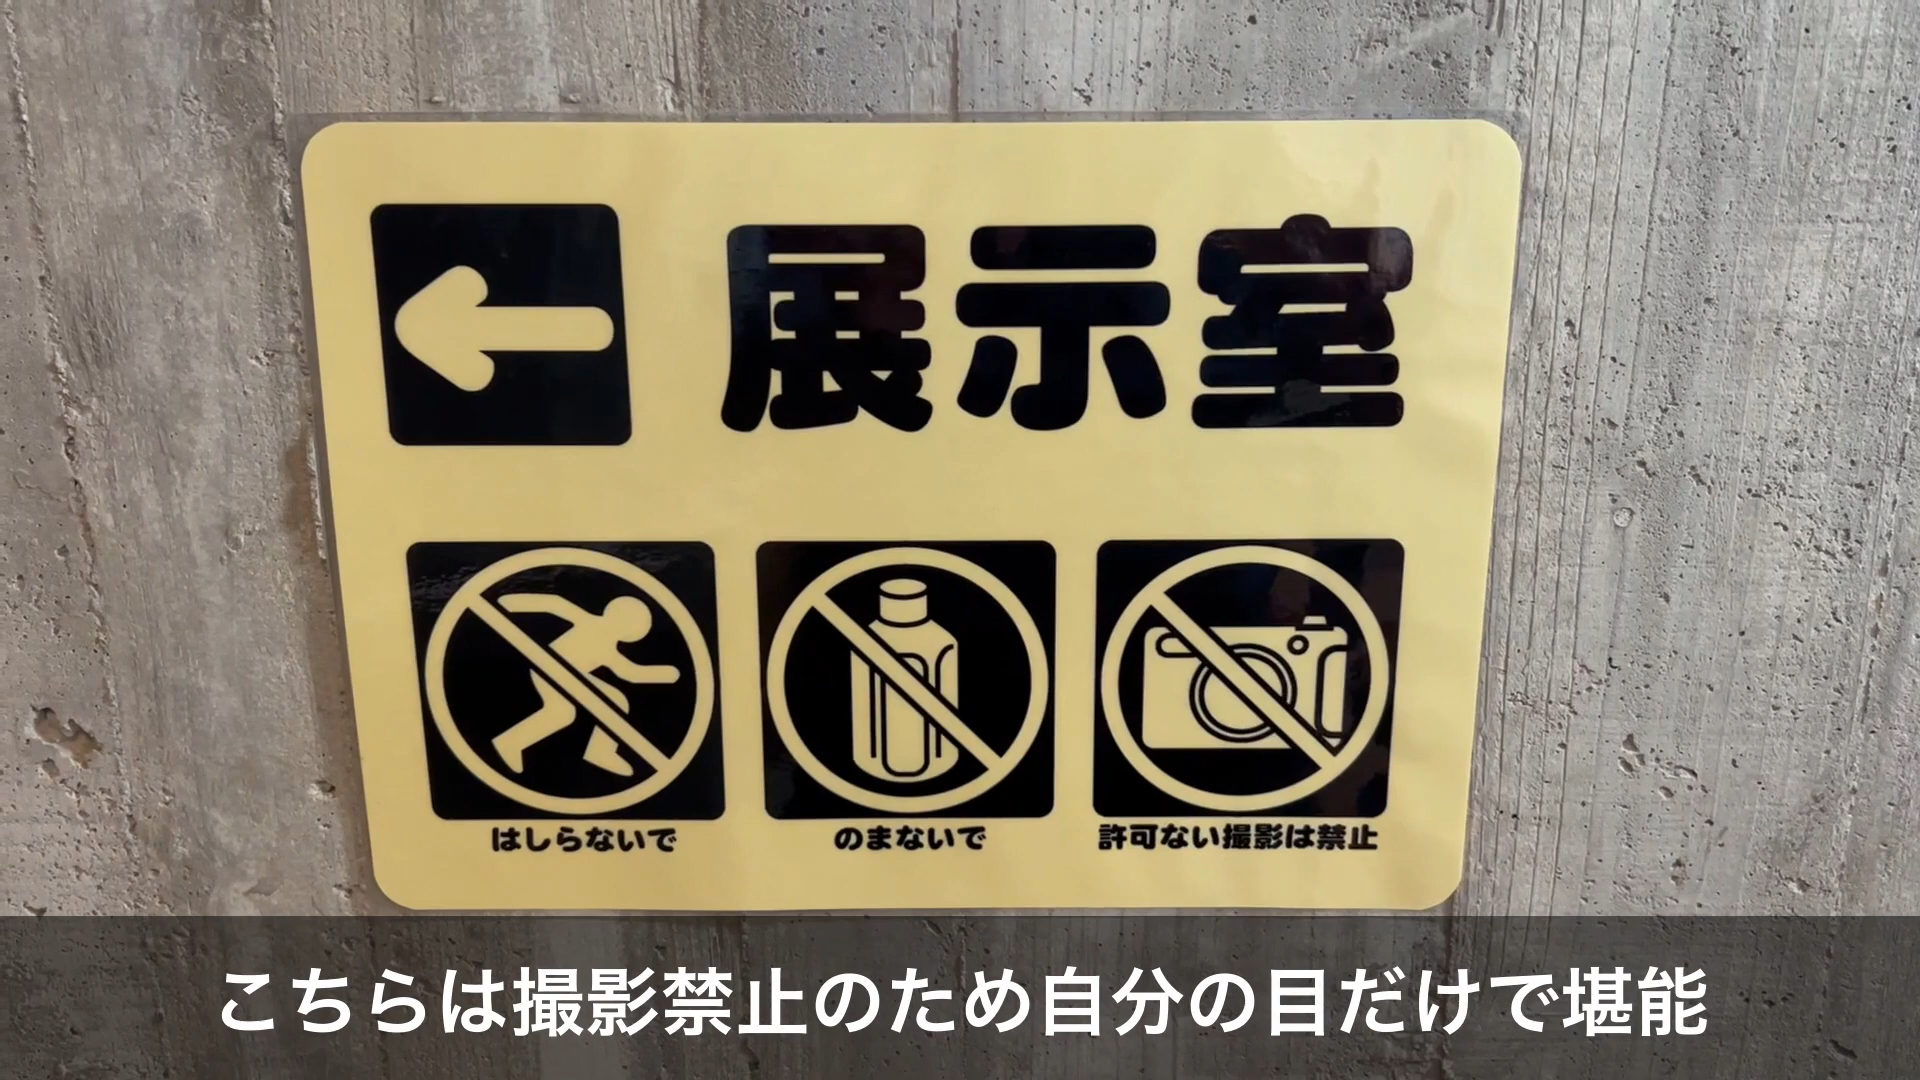 展示室
はしらないで
のまないで
許可ない撮影は禁止
こちらは撮影禁止のため自分の目だけで堪能